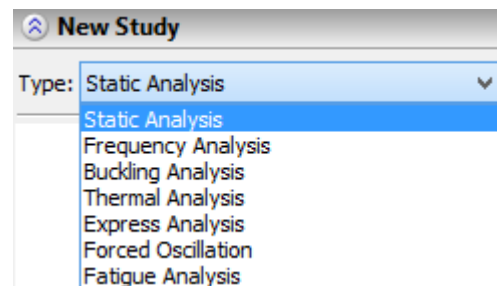 New Study
Type: Static Analysis
Static Analysis
Frequency Analysis
Buckling Analysis
Thermal Analysis
Express Analysis
Forced Oscillation
Fatigue Analysis